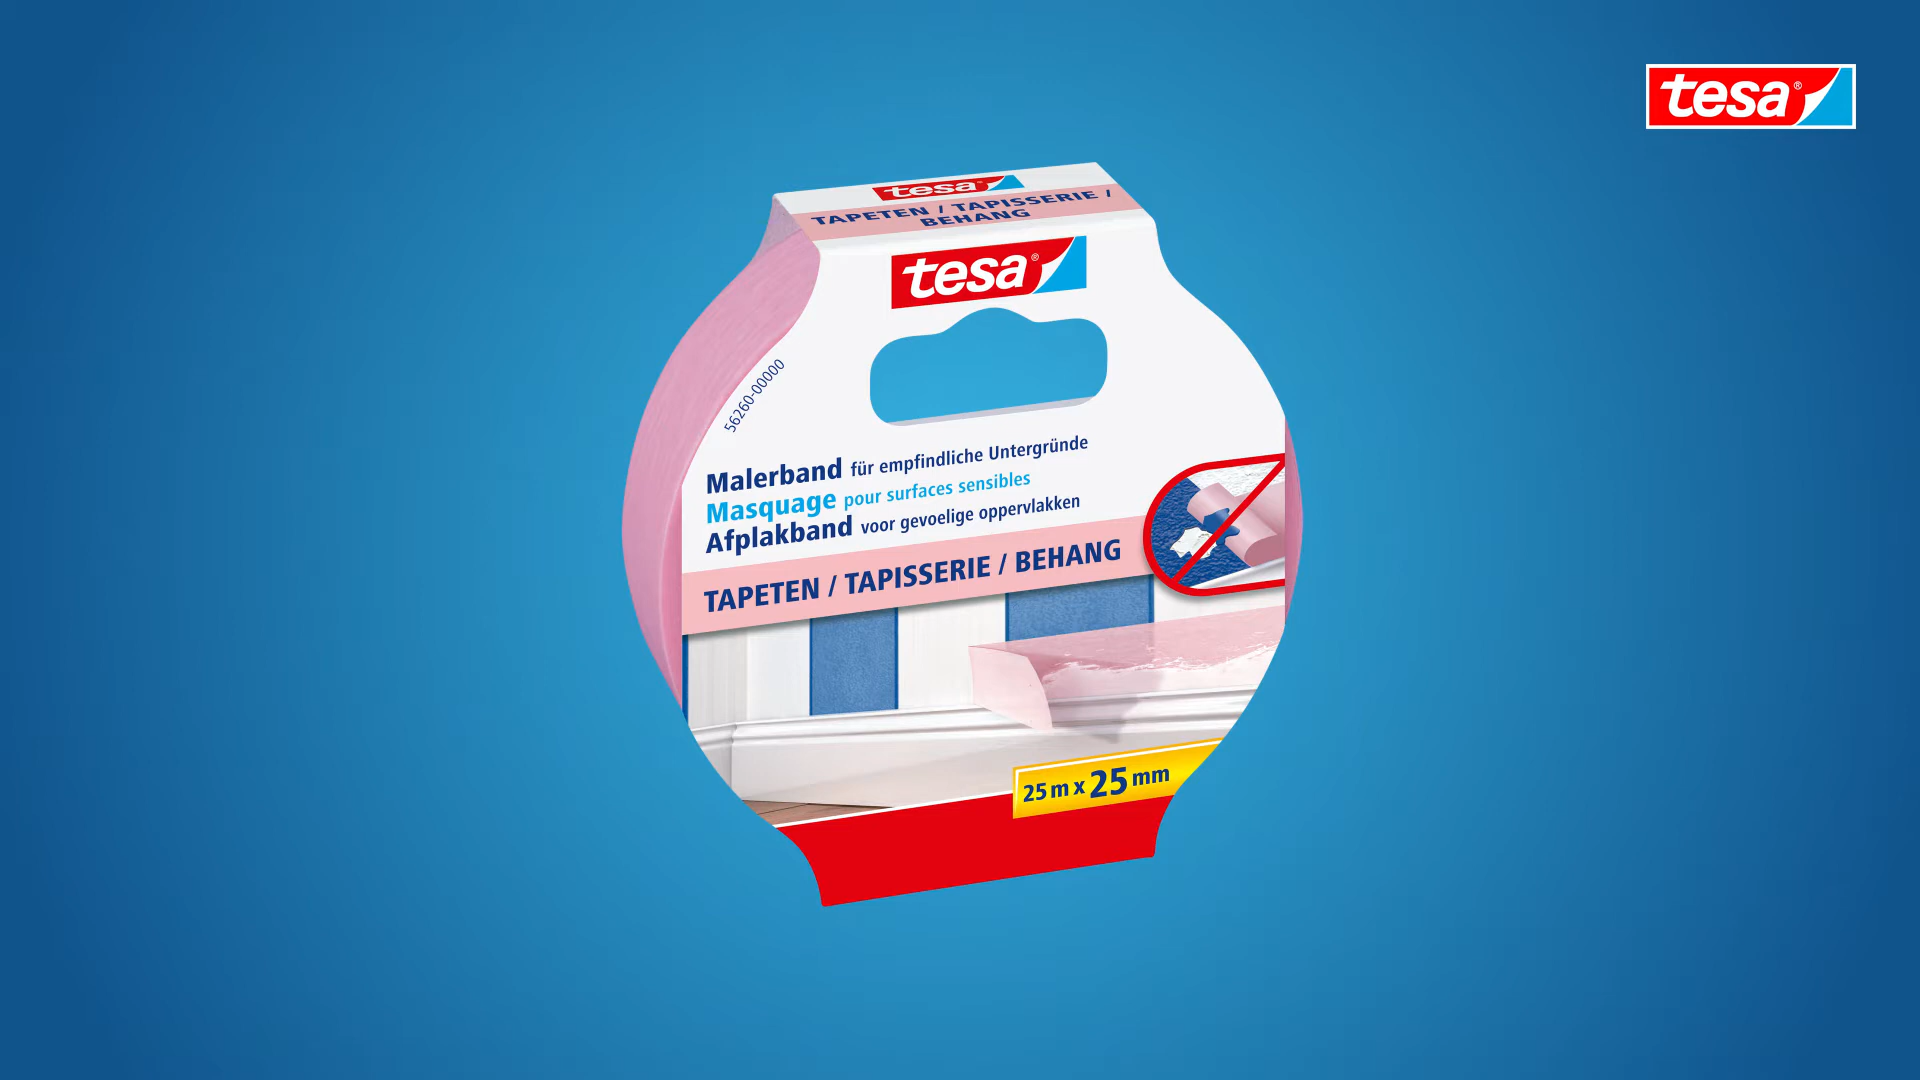 tesa®
tesa®
TAPETEN / TAPISSERIE /
BEHANG
tesa®
56260-00000
Malerband für empfindliche Untergründe
Masquage pour surfaces sensibles
Afplakband voor gevoelige oppervlakken
TAPETEN / TAPISSERIE / BEHANG
25 m x 25 mm